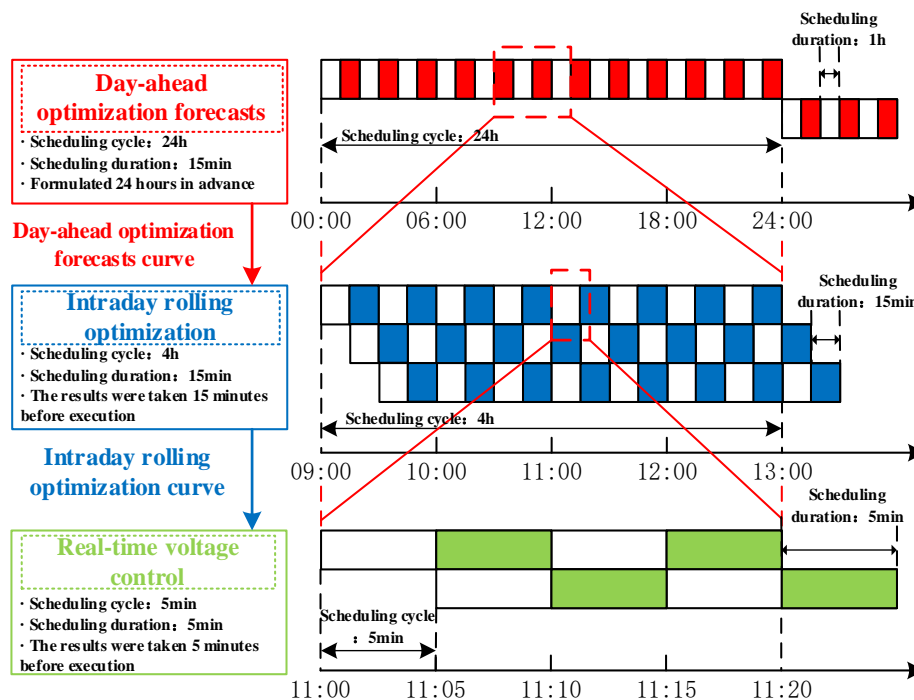 Scheduling
duration：1h
Day-ahead
optimization forecasts
· Scheduling cycle：24h
· Scheduling duration：15min
· Formulated 24 hours in advance
Scheduling cycle：24h
00:00
06:00
12:00
18:00
24:00
Day-ahead optimization
forecasts curve
Intraday rolling
optimization
· Scheduling cycle：4h
· Scheduling duration：15min
· The results were taken 15 minutes
before execution
Scheduling
duration：15min
Scheduling cycle：4h
09:00
10:00
11:00
12:00
13:00
Intraday rolling
optimization curve
Real-time voltage
control
· Scheduling cycle：5min
· Scheduling duration：5min
· The results were taken 5 minutes
before execution
Scheduling
duration：5min
Scheduling cycle
：5min
11:00
11:05
11:10
11:15
11:20